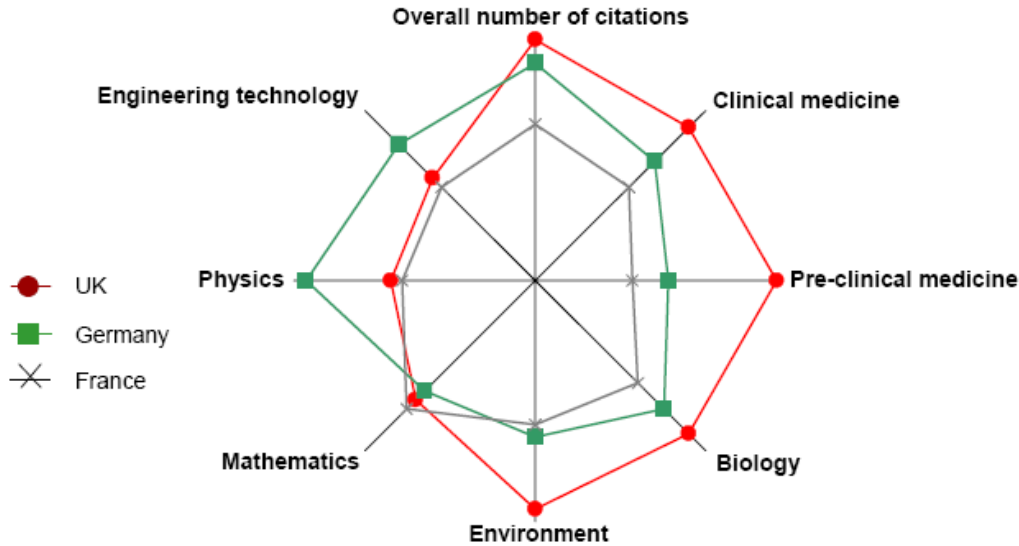 Overall number of citations
Engineering technology
Clinical medicine
Physics
Pre-clinical medicine
UK
Germany
France
Mathematics
Biology
Environment